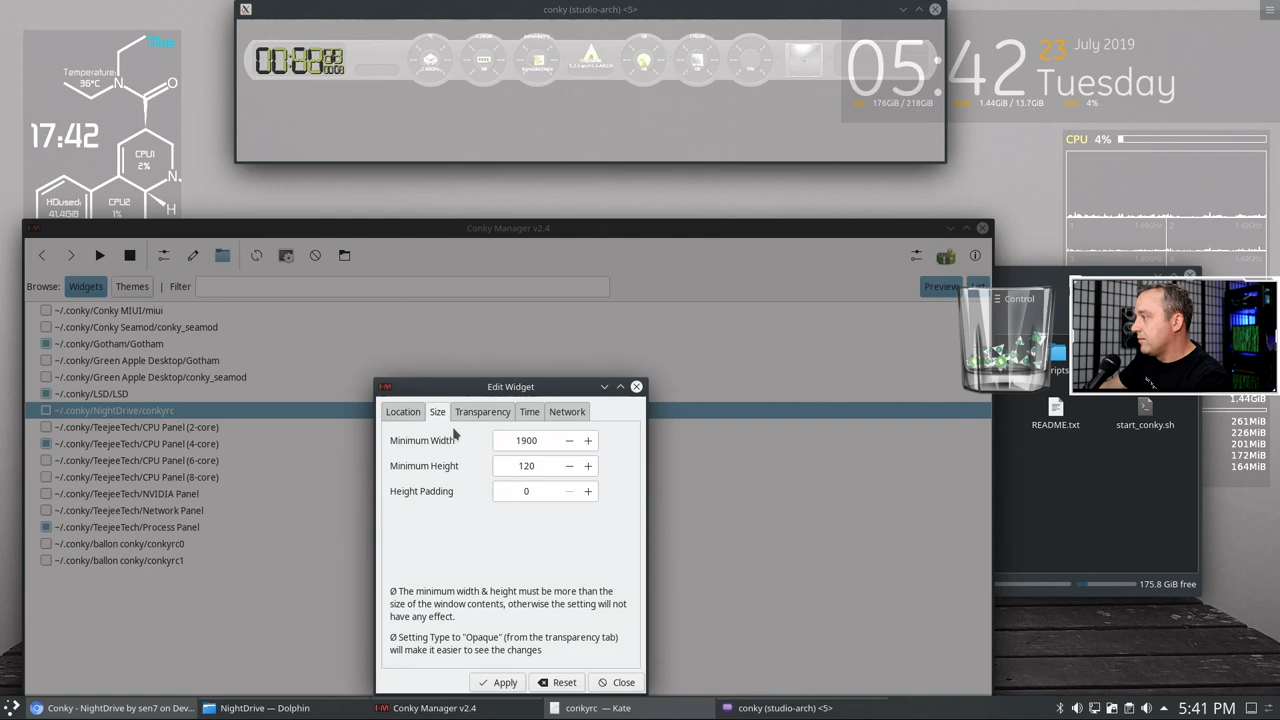 conky (studio-arch) <5>
Titus
Temperature:
36°C
17:42
CPU1
2%
N
O
N.
H
HDused:
41.4GiB
CPU2
1%
05:42
23
July 2019
Tuesday
176GiB / 218GiB
1.44GiB / 13.7GiB
4%
CPU 4%
1
1.60GHz
2
1.60GHz
3
4
Conky Manager v2.4
Browse:
Widgets
Themes
Filter
Preview
~/.conky/Conky MIUI/miui
~/.conky/Conky Seamod/conky_seamod
~/.conky/Gotham/Gotham
~/.conky/Green Apple Desktop/Gotham
~/.conky/Green Apple Desktop/conky_seamod
~/.conky/LSD/LSD
~/.conky/NightDrive/conkyrc
~/.conky/TeejeeTech/CPU Panel (2-core)
~/.conky/TeejeeTech/CPU Panel (4-core)
~/.conky/TeejeeTech/CPU Panel (6-core)
~/.conky/TeejeeTech/CPU Panel (8-core)
~/.conky/TeejeeTech/NVIDIA Panel
~/.conky/TeejeeTech/Network Panel
~/.conky/TeejeeTech/Process Panel
~/.conky/ballon conky/conkyrc0
~/.conky/ballon conky/conkyrc1
Edit Widget
Location
Size
Transparency
Time
Network
Minimum Width
1900
Minimum Height
120
Height Padding
0
Ø The minimum width & height must be more than the
size of the window contents, otherwise the setting will not
have any effect.
Ø Setting Type to "Opaque" (from the transparency tab)
will make it easier to see the changes
Apply
Reset
Close
Control
README.txt
start_conky.sh
1.44GiB
261MiB
226MiB
201MiB
172MiB
164MiB
175.8 GiB free
Conky - NightDrive by sen7 on Dev...
NightDrive — Dolphin
Conky Manager v2.4
conkyrc — Kate
conky (studio-arch) <5>
5:41 PM